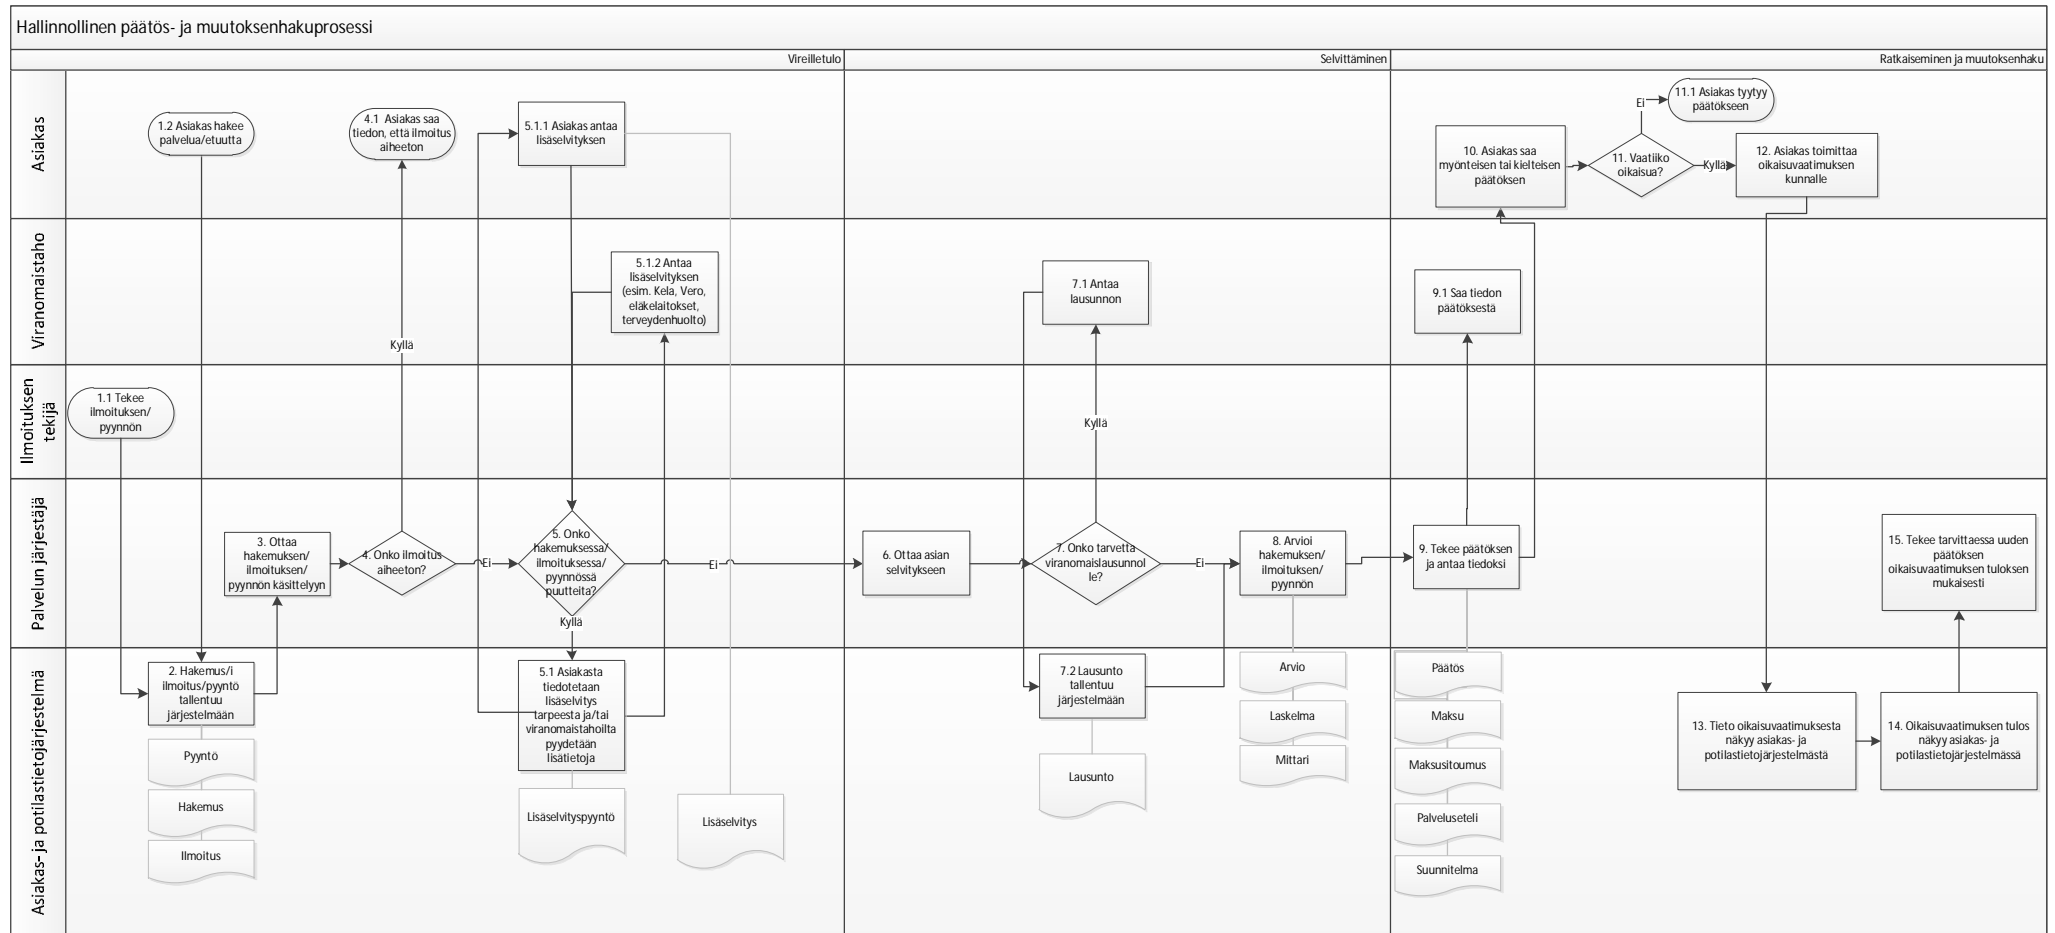 Hallinnollinen päätös- ja muutoksenhakuprosessi
Vireilletulo
Selvittäminen
Ratkaiseminen ja muutoksenhaku
Asiakas
1.2 Asiakas hakee
palvelua/etuutta
4.1 Asiakas saa
tiedon, että ilmoitus
aiheeton
5.1.1 Asiakas antaa
lisäselvityksen
10. Asiakas saa
myönteisen tai kielteisen
päätöksen
11. Vaatiiko
oikaisua?
Ei
11.1 Asiakas tyytyy
päätökseen
Kyllä
12. Asiakas toimittaa
oikaisuvaatimuksen
kunnalle
Viranomaistaho
Kyllä
5.1.2 Antaa
lisäselvityksen
(esim. Kela, Vero,
eläkelaitokset,
terveydenhuolto)
7.1 Antaa
lausunnon
9.1 Saa tiedon
päätöksestä
Ilmoituksen
tekijä
1.1 Tekee
ilmoituksen/
pyynnön
Kyllä
Palvelun järjestäjä
3. Ottaa
hakemuksen/
ilmoituksen/
pyynnön käsittelyyn
4. Onko ilmoitus
aiheeton?
Ei
5. Onko
hakemuksessa/
ilmoituksessa/
pyynnössä
puutteita?
Kyllä
Ei
6. Ottaa asian
selvitykseen
7. Onko tarvetta
viranomaislausunnol
le?
Ei
8. Arvioi
hakemuksen/
ilmoituksen/
pyynnön
9. Tekee päätöksen
ja antaa tiedoksi
15. Tekee tarvittaessa uuden
päätöksen
oikaisuvaatimuksen tuloksen
mukaisesti
Asiakas- ja potilastietojärjestelmä
2. Hakemus/i
ilmoitus/pyyntö
tallentuu
järjestelmään
Pyyntö
Hakemus
Ilmoitus
5.1 Asiakasta
tiedotetaan
lisäselvitys
tarpeesta ja/tai
viranomaistahoilta
pyydetään
lisätietoja
Lisäselvityspyyntö
Lisäselvitys
7.2 Lausunto
tallentuu
järjestelmään
Lausunto
Arvio
Laskelma
Mittari
Päätös
Maksu
Maksusitoumus
Palveluseteli
Suunnitelma
13. Tieto oikaisuvaatimuksesta
näkyy asiakas- ja
potilastietojärjestelmästä
14. Oikaisuvaatimuksen tulos
näkyy asiakas- ja
potilastietojärjestelmässä